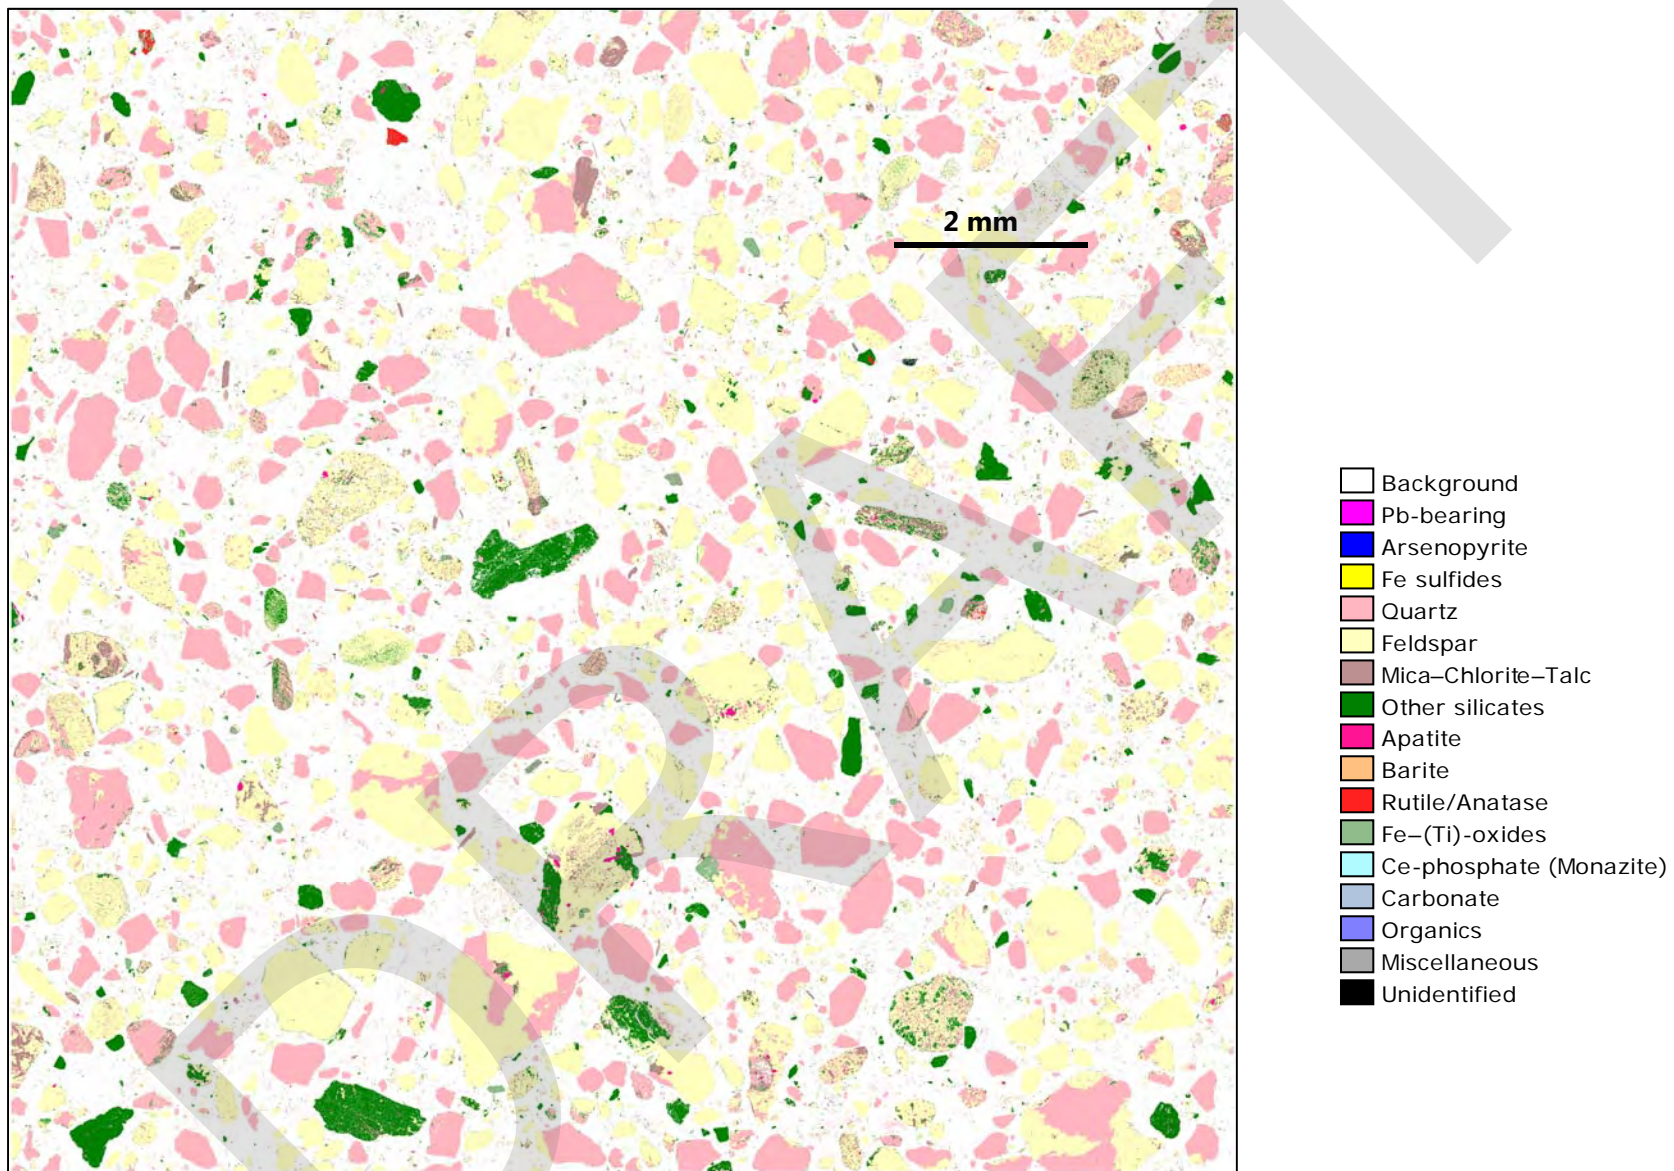 2 mm
Background
Pb-bearing
Arsenopyrite
Fe sulfides
Quartz
Feldspar
Mica–Chlorite–Talc
Other silicates
Apatite
Barite
Rutile/Anatase
Fe–(Ti)-oxides
Ce-phosphate (Monazite)
Carbonate
Organics
Miscellaneous
Unidentified
DRAFT